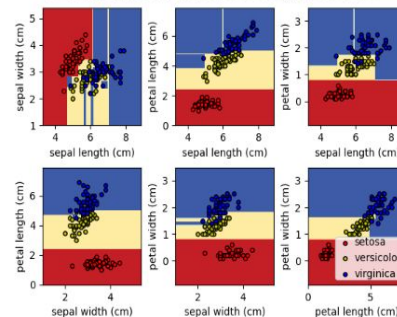 sepal width (cm)
5
4
3
2
1
4 6 8
sepal length (cm)
petal length (cm)
6
4
2
0
4 6 8
sepal length (cm)
petal width (cm)
3
2
1
0
4 6 8
sepal length (cm)
petal length (cm)
6
4
2
0
2 4
sepal width (cm)
petal width (cm)
3
2
1
0
2 4
sepal width (cm)
petal width (cm)
3
2
1
0
0 5
petal length (cm)
setosa
versicolo
virginica